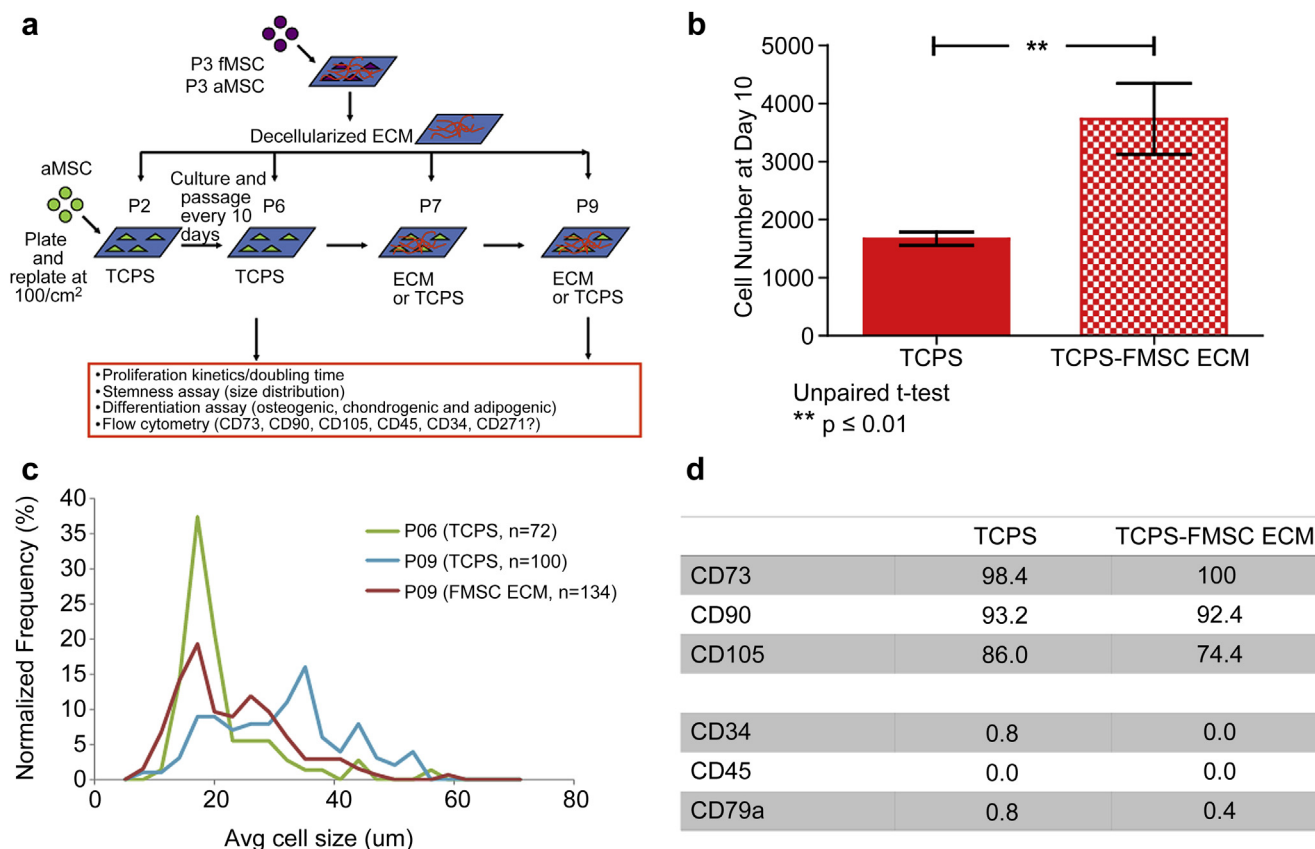 a
P3 fMSC
P3 aMSC
Decellularized ECM
aMSC
Culture and
passage
every 10
days
P2
P6
P7
P9
Plate
and
replate at
100/cm²
TCPS
TCPS
ECM
or TCPS
ECM
or TCPS
•Proliferation kinetics/doubling time
•Stemness assay (size distribution)
•Differentiation assay (osteogenic, chondrogenic and adipogenic)
•Flow cytometry (CD73, CD90, CD105, CD45, CD34, CD271?)
b
**
Cell Number at Day 10
5000
4000
3000
2000
1000
0
TCPS
TCPS-FMSC ECM
Unpaired t-test
** p ≤ 0.01
c
Normalized Frequency (%)
40
35
30
25
20
15
10
5
0
P06 (TCPS, n=72)
P09 (TCPS, n=100)
P09 (FMSC ECM, n=134)
0 20 40 60 80
Avg cell size (um)
d
TCPS TCPS-FMSC ECM
CD73 98.4 100
CD90 93.2 92.4
CD105 86.0 74.4
CD34 0.8 0.0
CD45 0.0 0.0
CD79a 0.8 0.4